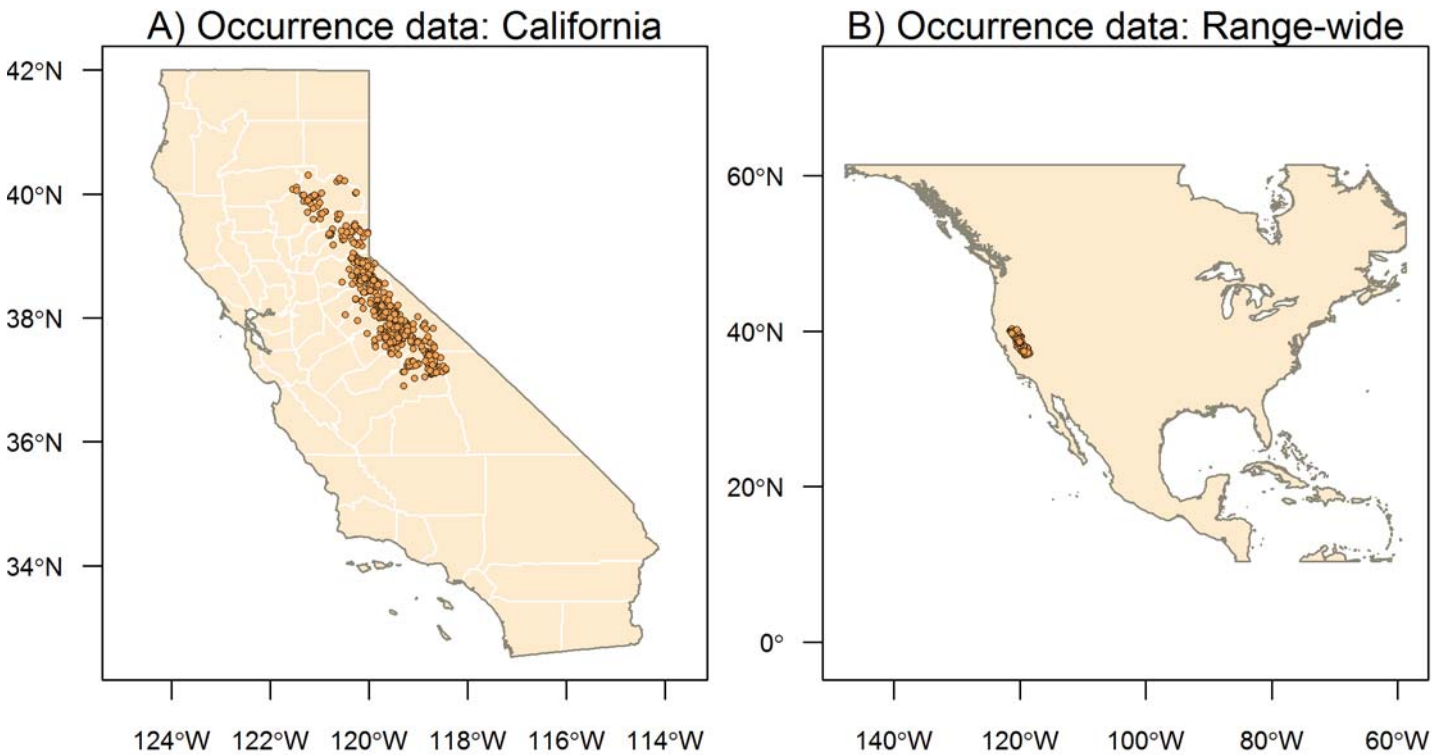 A) Occurrence data: California
42°N
40°N
38°N
36°N
34°N
124°W 122°W 120°W 118°W 116°W 114°W
B) Occurrence data: Range-wide
60°N
40°N
20°N
0°
140°W 120°W 100°W 80°W 60°W